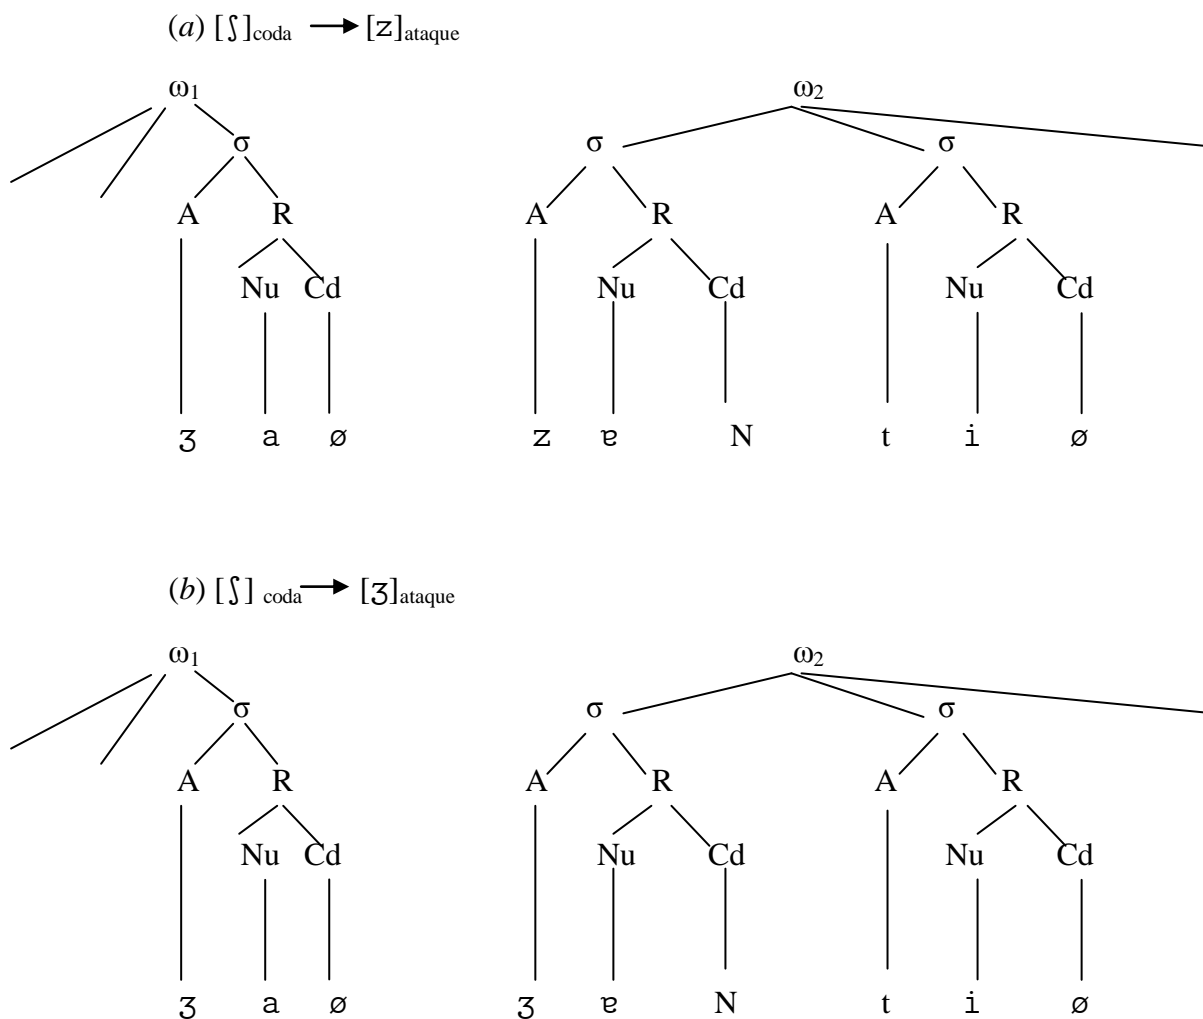 (a) [ʃ]coda → [z]ataque
ω1 ω2
σ σ σ
A R A R A R
Nu Cd Nu Cd Nu Cd
ʒ a ø z ɐ N t i ø
(b) [ʃ] coda → [ʒ]ataque
ω1 ω2
σ σ σ
A R A R A R
Nu Cd Nu Cd Nu Cd
ʒ a ø ʒ ɐ N t i ø